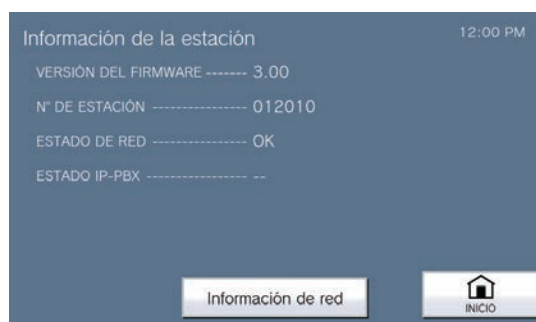 Información de la estación
12:00 PM
VERSIÓN DEL FIRMWARE ------- 3.00
N° DE ESTACIÓN ---------------- 012010
ESTADO DE RED ---------------- OK
ESTADO IP-PBX ----------------- --
Información de red
INICIO